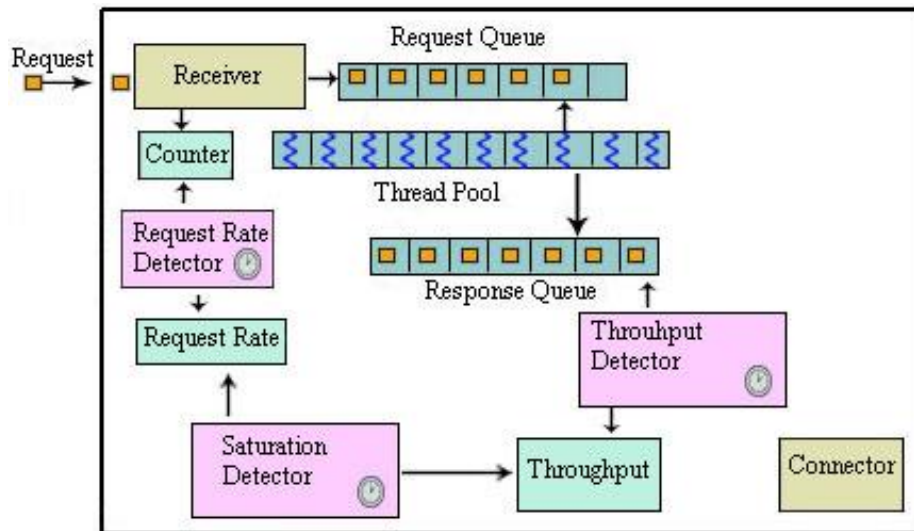 Request Queue
Request
Receiver
Counter
Thread Pool
Request Rate
Detector
Response Queue
Request Rate
Throuhput
Detector
Saturation
Detector
Throughput
Connector